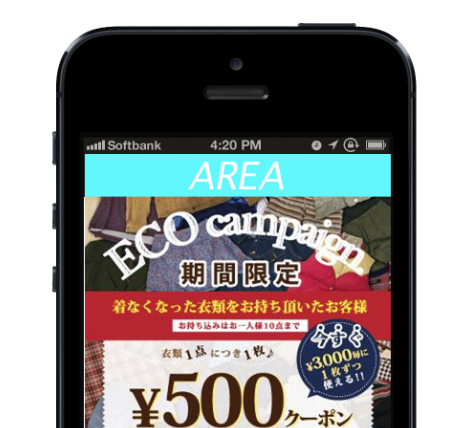 Softbank 4:20 PM
AREA
ECO campaign
期間限定
着なくなった衣類をお持ち頂いたお客様
お持ち込みはお一人様10点まで
衣類1点につき1枚♪
今すぐ
¥3,000毎に
1枚ずつ
使える!!
¥500クーポン